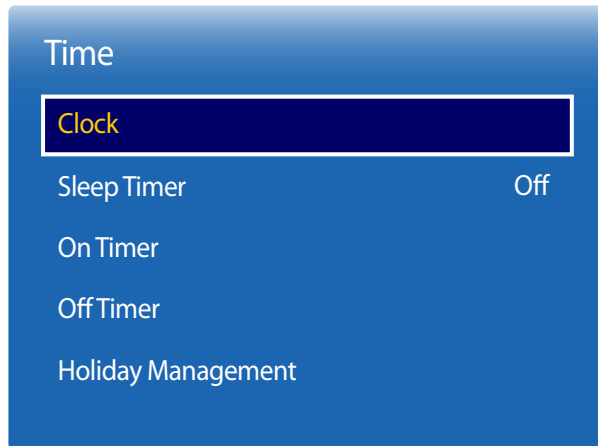 Time
Clock
Sleep Timer Off
On Timer
Off Timer
Holiday Management